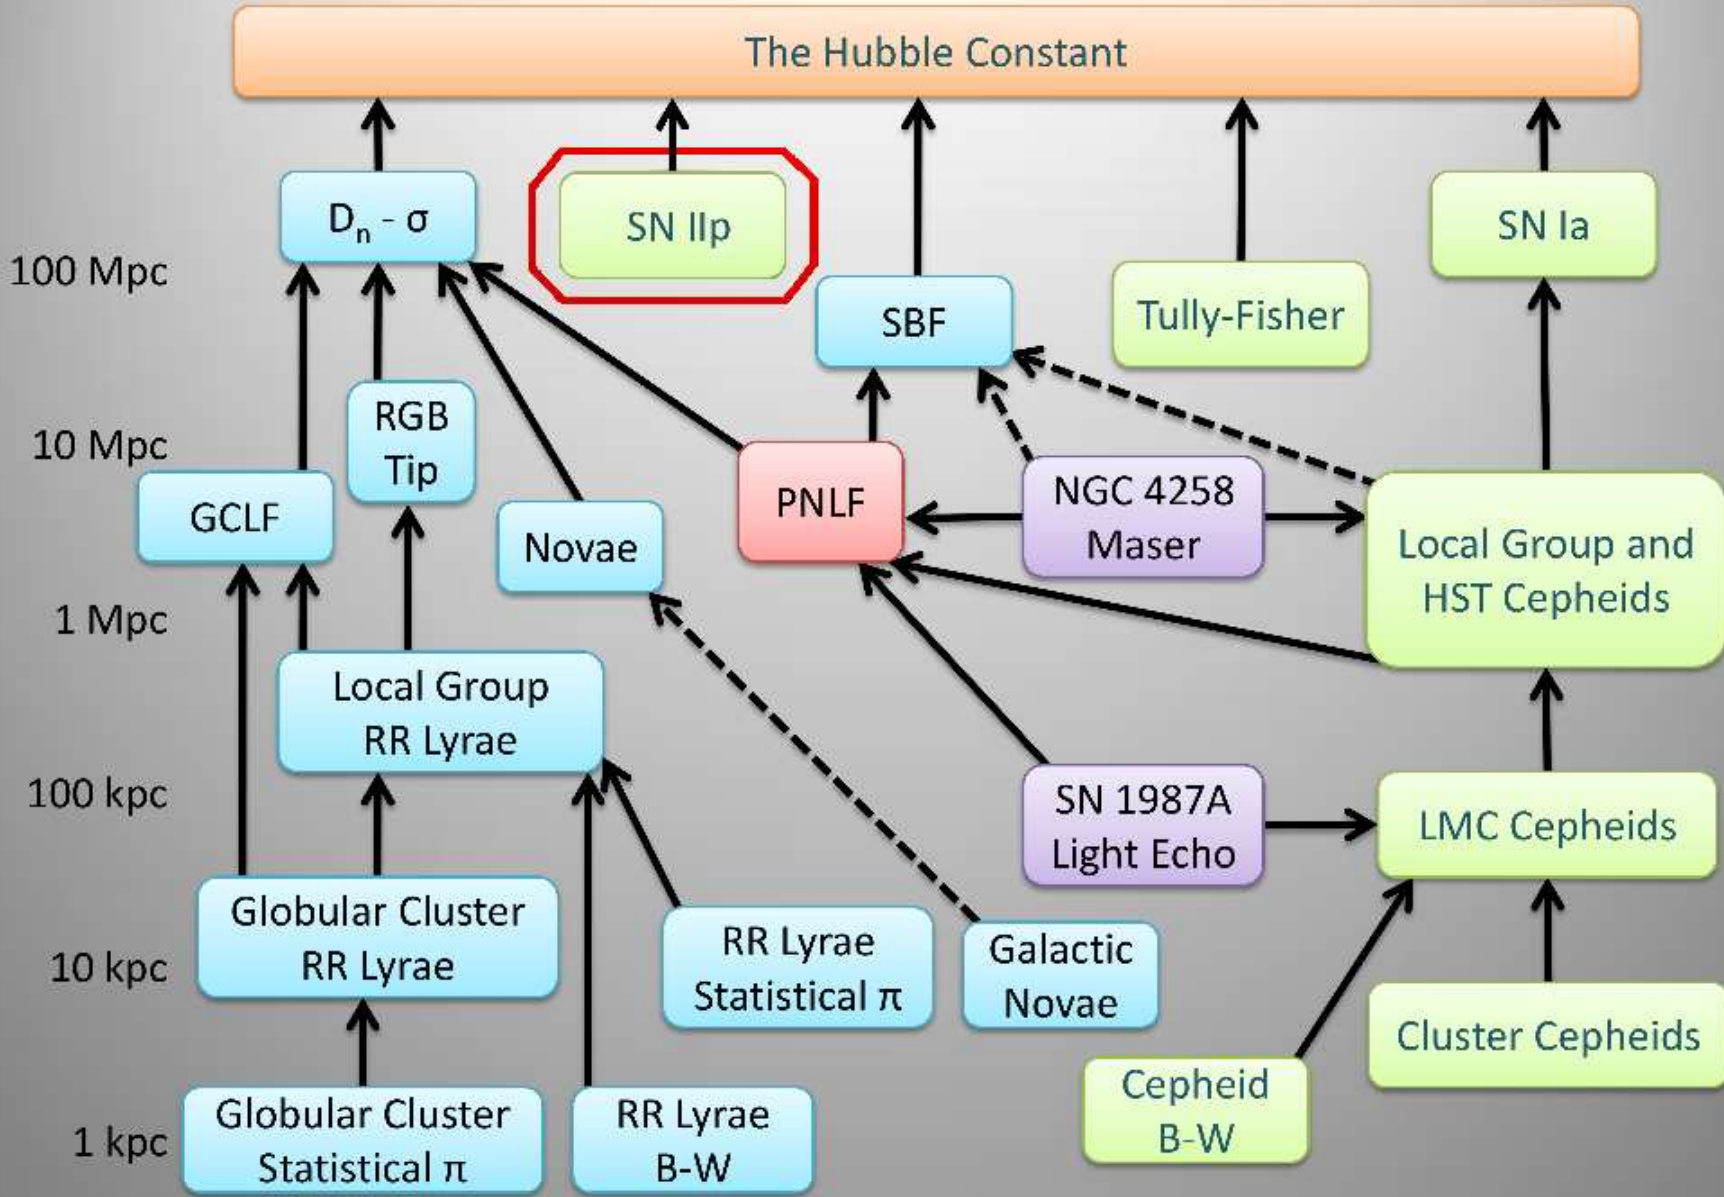 The Hubble Constant
Dn - σ
SN IIp
SN Ia
100 Mpc
SBF
Tully-Fisher
RGB
Tip
10 Mpc
GCLF
Novae
PNLF
NGC 4258
Maser
Local Group and
HST Cepheids
1 Mpc
Local Group
RR Lyrae
100 kpc
SN 1987A
Light Echo
LMC Cepheids
Globular Cluster
RR Lyrae
10 kpc
RR Lyrae
Statistical π
Galactic
Novae
Cluster Cepheids
Cepheid
B-W
1 kpc
Globular Cluster
Statistical π
RR Lyrae
B-W